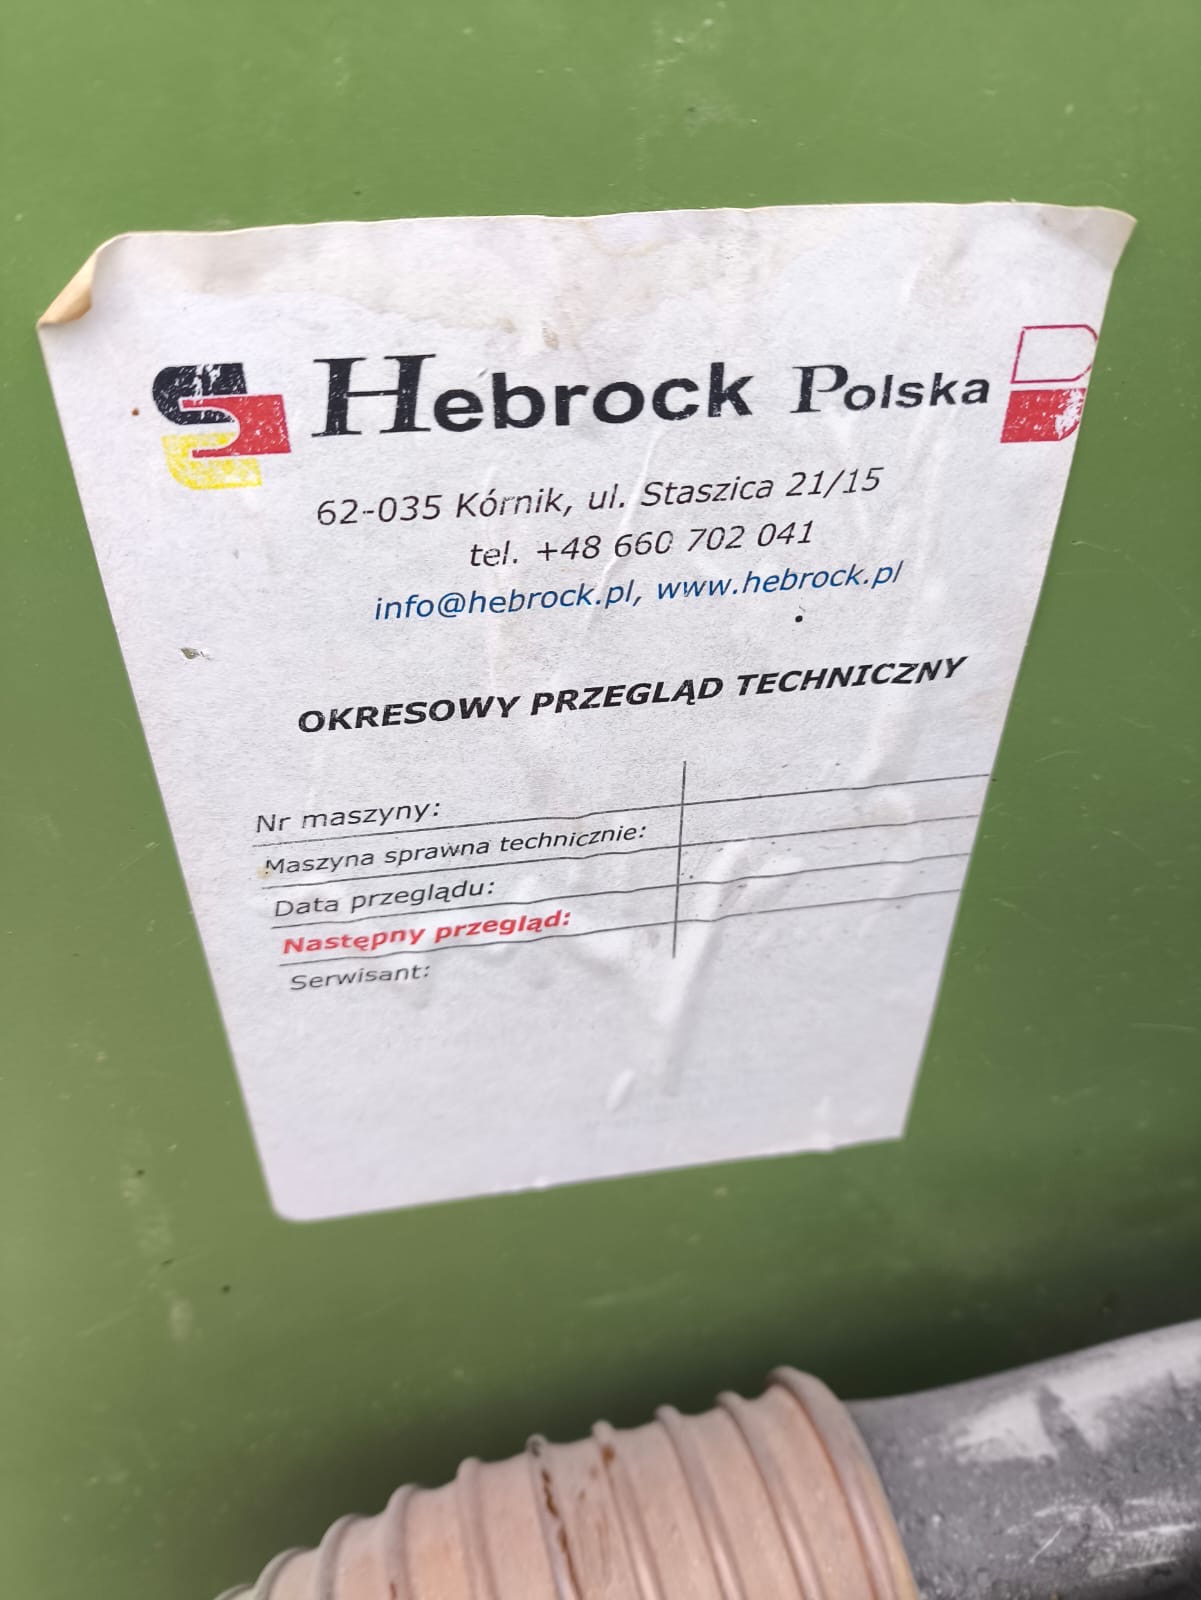 Hebrock Polska
62-035 Kórnik, ul. Staszica 21/15
tel. +48 660 702 041
info@hebrock.pl, www.hebrock.pl
OKRESOWY PRZEGLĄD TECHNICZNY
Nr maszyny:
Maszyna sprawna technicznie:
Data przeglądu:
Następny przegląd:
Serwisant: